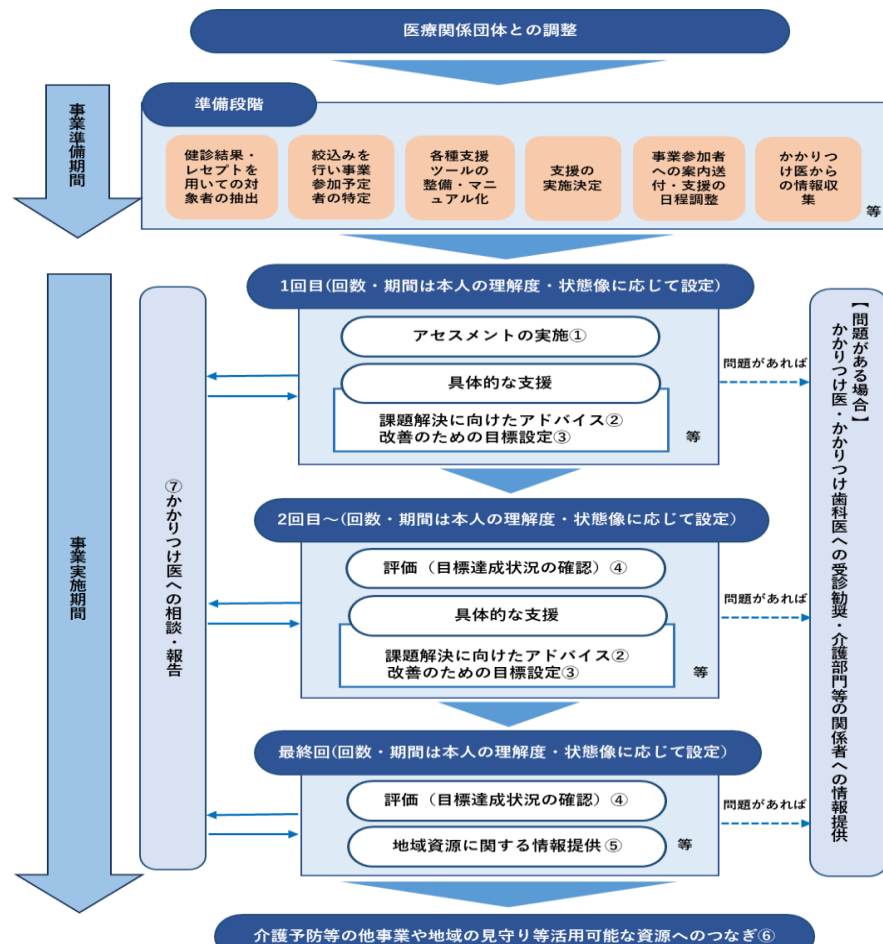 医療関係団体との調整
事業準備期間
準備段階
健診結果・
レセプトを
用いての対
象者の抽出
絞込みを
行い事業
参加予定
者の特定
各種支援
ツールの
整備・マニ
ュアル化
支援の
実施決定
事業参加者
への案内送
付・支援の
日程調整
かかりつ
け医から
の情報収
集
等
事業実施期間
⑦かかりつけ医への相談・報告
1回目(回数・期間は本人の理解度・状態像に応じて設定)
アセスメントの実施①
具体的な支援
課題解決に向けたアドバイス②
改善のための目標設定③
等
問題があれば
2回目～(回数・期間は本人の理解度・状態像に応じて設定)
評価（目標達成状況の確認）④
具体的な支援
課題解決に向けたアドバイス②
改善のための目標設定③
等
問題があれば
最終回(回数・期間は本人の理解度・状態像に応じて設定)
評価（目標達成状況の確認）④
地域資源に関する情報提供⑤
等
問題があれば
【問題がある場合】
かかりつけ医・かかりつけ歯科医への受診勧奨・介護部門等の関係者への情報提供
介護予防等の他事業や地域の見守り等活用可能な資源へのつなぎ⑥